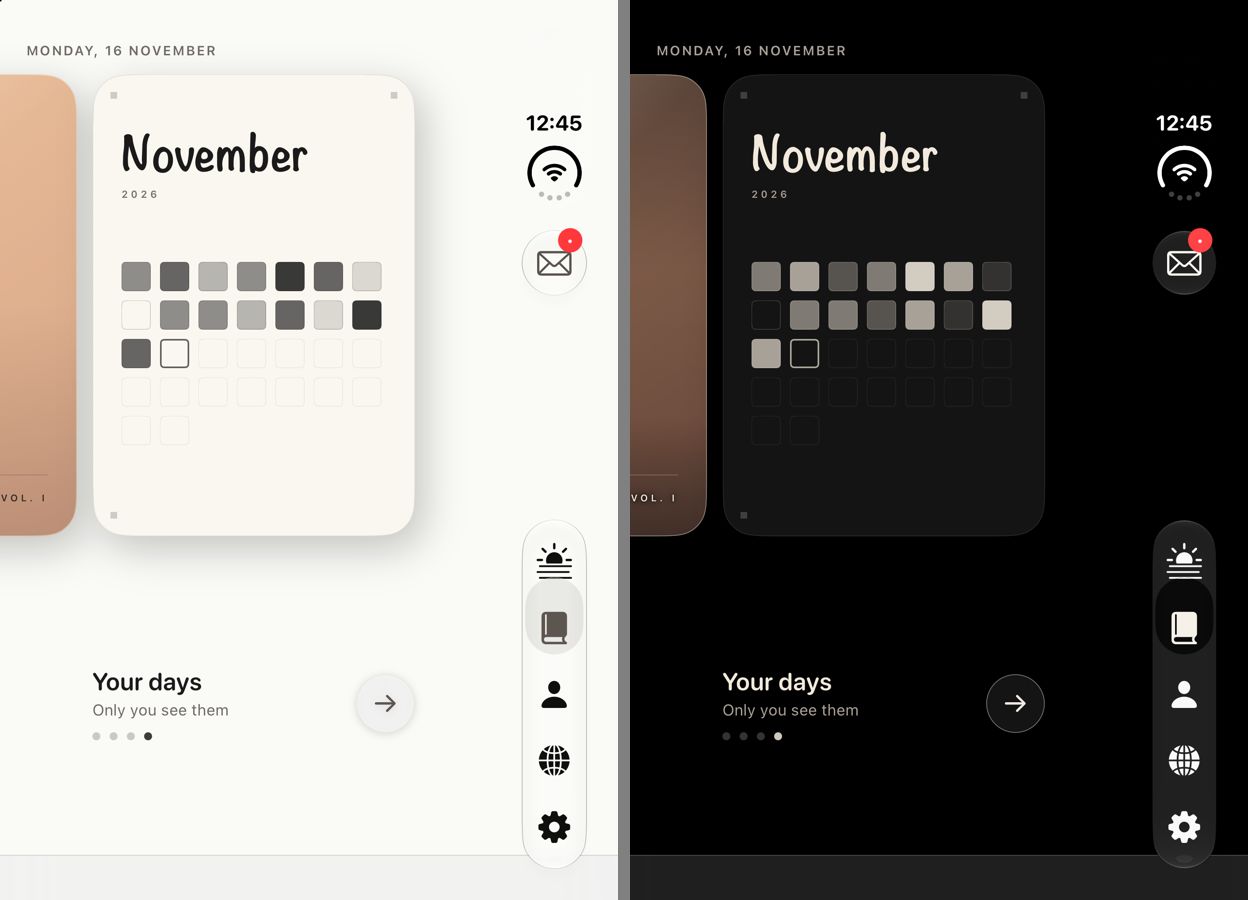 MONDAY, 16 NOVEMBER
12:45
November
2026
VOL. I
Your days
Only you see them
MONDAY, 16 NOVEMBER
12:45
November
2026
VOL. I
Your days
Only you see them